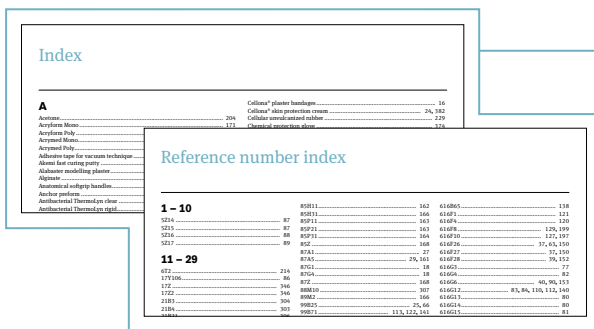 Index
A
Acetone 204
Acryform Mono 171
Acryform Poly
Acrymed Mono
Acrymed Poly
Adhesive tape for vacuum technique
Akemi fast curing putty
Alabaster modelling plaster
Alginate
Anatomical softgrip handles
Anchor preform
Antibacterial ThermoLyn clear
Antibacterial ThermoLyn rigid
Cellona® plaster bandages 16
Cellona® skin protection cream 24, 382
Cellular unvulcanized rubber 229
Chemical protection glove 374
Reference number index
1 – 10
5Z14 87
5Z15 87
5Z16 88
5Z17 89
11 – 29
6T2 214
17Y106 86
17Z 346
17Z2 346
21B3 304
21B4 303
85H11 162
85H31 166
85P11 163
85P21 163
85P31 164
85Z 168
87A1 27
87A5 29, 161
87G1 18
87G4 18
87Z 168
88M10 307
89M2 166
99B25 25, 66
99B71 113, 122, 141
616B65 138
616F1 121
616F4 120
616F8 129, 199
616F10 127, 197
616F26 37, 63, 150
616F27 37, 150
616F28 39, 152
616G3 77
616G4 82
616G6 40, 90, 153
616G12 83, 84, 110, 112, 140
616G13 80
616G14 80
616G15 81